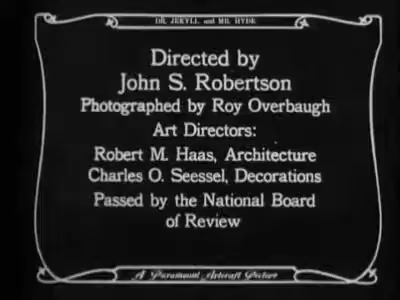 DR. JEKYLL and MR. HYDE
Directed by
John S. Robertson
Photographed by Roy Overbaugh
Art Directors:
Robert M. Haas, Architecture
Charles O. Seessel, Decorations
Passed by the National Board
of Review
A Paramount Artcraft Picture